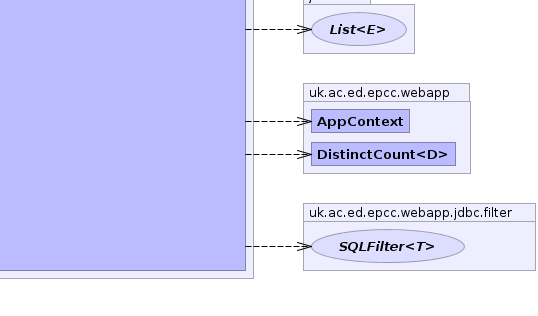 List<E>
uk.ac.ed.epcc.webapp
AppContext
DistinctCount<D>
uk.ac.ed.epcc.webapp.jdbc.filter
SQLFilter<T>